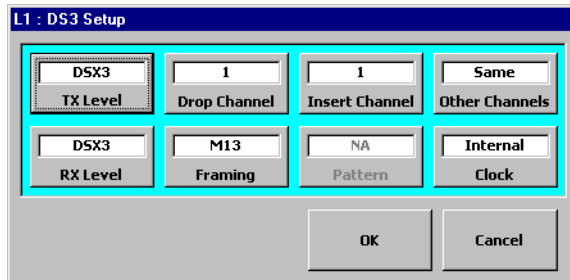 L1 : DS3 Setup
DSX3 1 1 Same
TX Level Drop Channel Insert Channel Other Channels
DSX3 M13 NA Internal
RX Level Framing Pattern Clock
OK Cancel